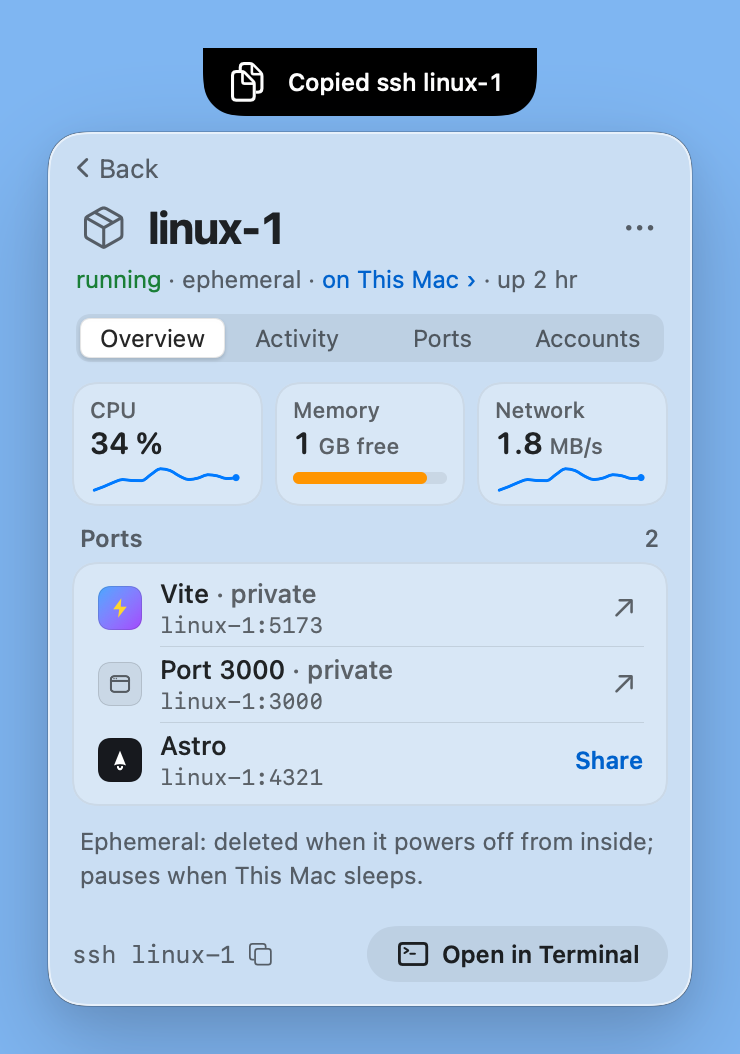 Copied ssh linux-1
Back
linux-1
running · ephemeral · on This Mac › · up 2 hr
Overview Activity Ports Accounts
CPU Memory Network
34 % 1 GB free 1.8 MB/s
Ports 2
Vite · private
linux-1:5173
Port 3000 · private
linux-1:3000
Astro
linux-1:4321
Share
Ephemeral: deleted when it powers off from inside;
pauses when This Mac sleeps.
ssh linux-1 Open in Terminal